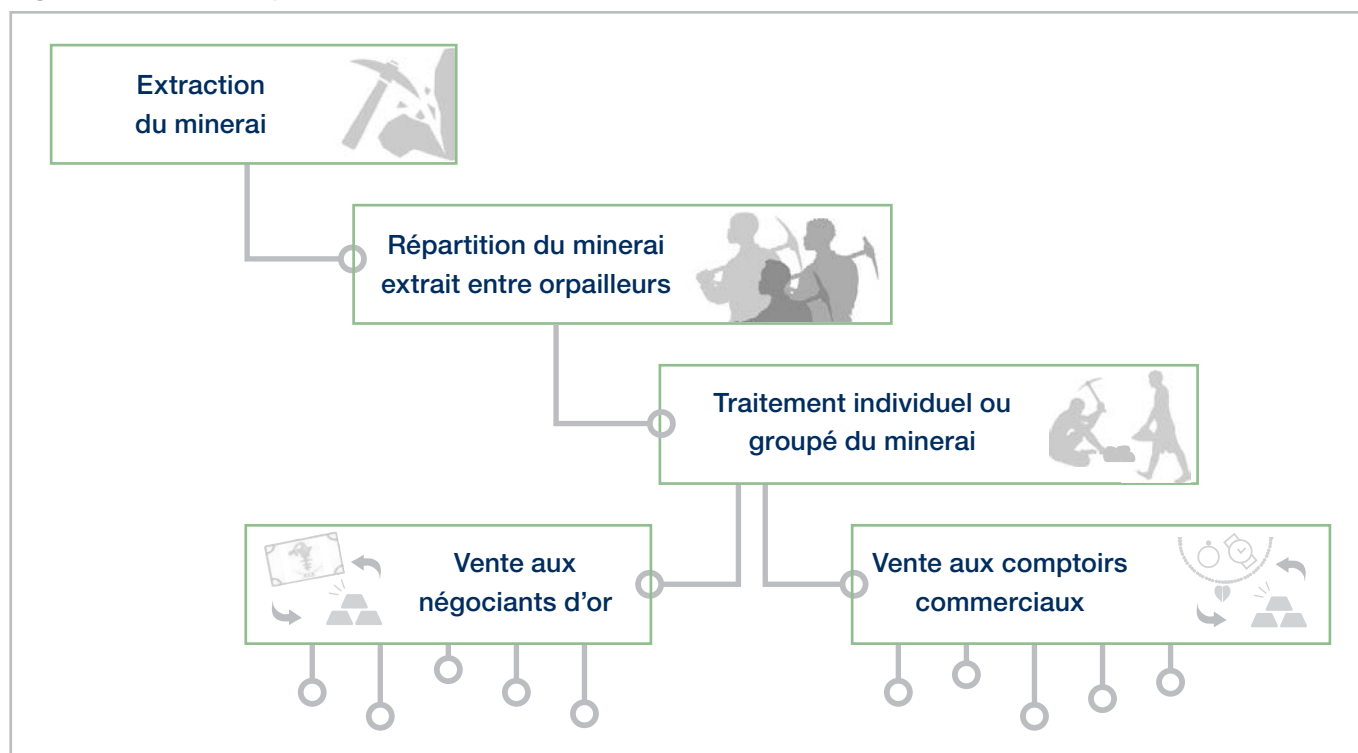 Extraction
du minerai
Répartition du minerai
extrait entre orpailleurs
Traitement individuel ou
groupé du minerai
Vente aux
négociants d'or
Vente aux comptoirs
commerciaux